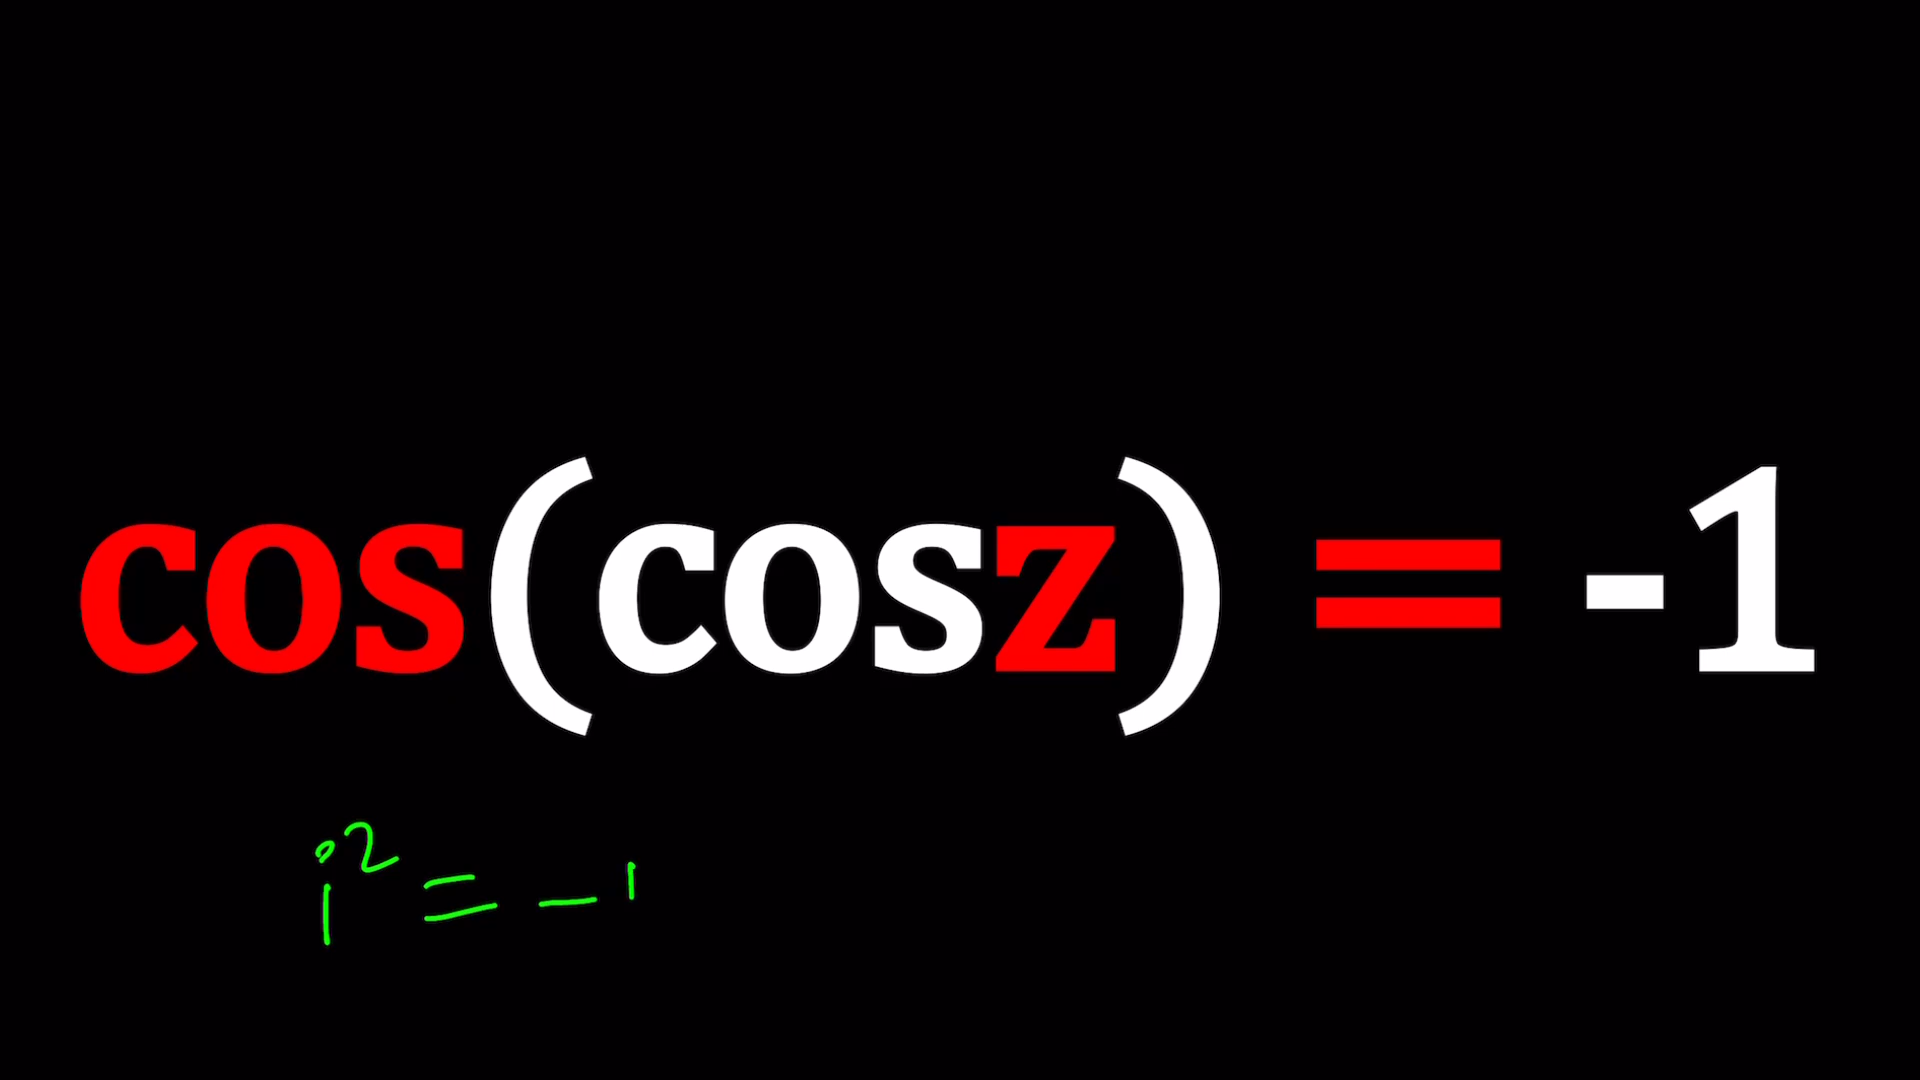 cos(cosz) = -1
i² = -1